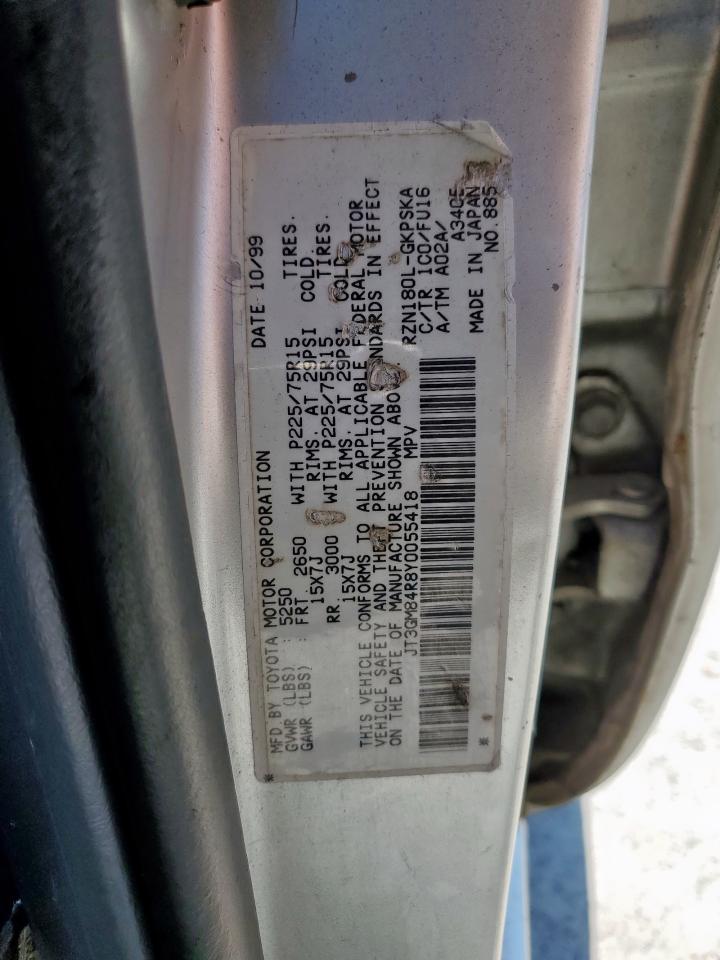 MFD. BY TOYOTA MOTOR CORPORATION DATE 10/99
GVWR (LBS) : 5250
GAWR (LBS) : FRT. 2650 WITH P225/75R15 TIRES.
15X7J RIMS. AT 29PSI COLD.
RR. 3000 WITH P225/75R15 TIRES.
15X7J RIMS. AT 29PSI COLD.
THIS VEHICLE CONFORMS TO ALL APPLICABLE FEDERAL MOTOR
VEHICLE SAFETY AND THEFT PREVENTION NDARDS IN EFFECT
ON THE DATE OF MANUFACTURE SHOWN ABO
JT3GM84R8Y0055418 MPV RZN180L-GKPSKA
C/TR 1C0/FU16
A/TM A02A/
A340E
* MADE IN JAPAN *
NO. 885